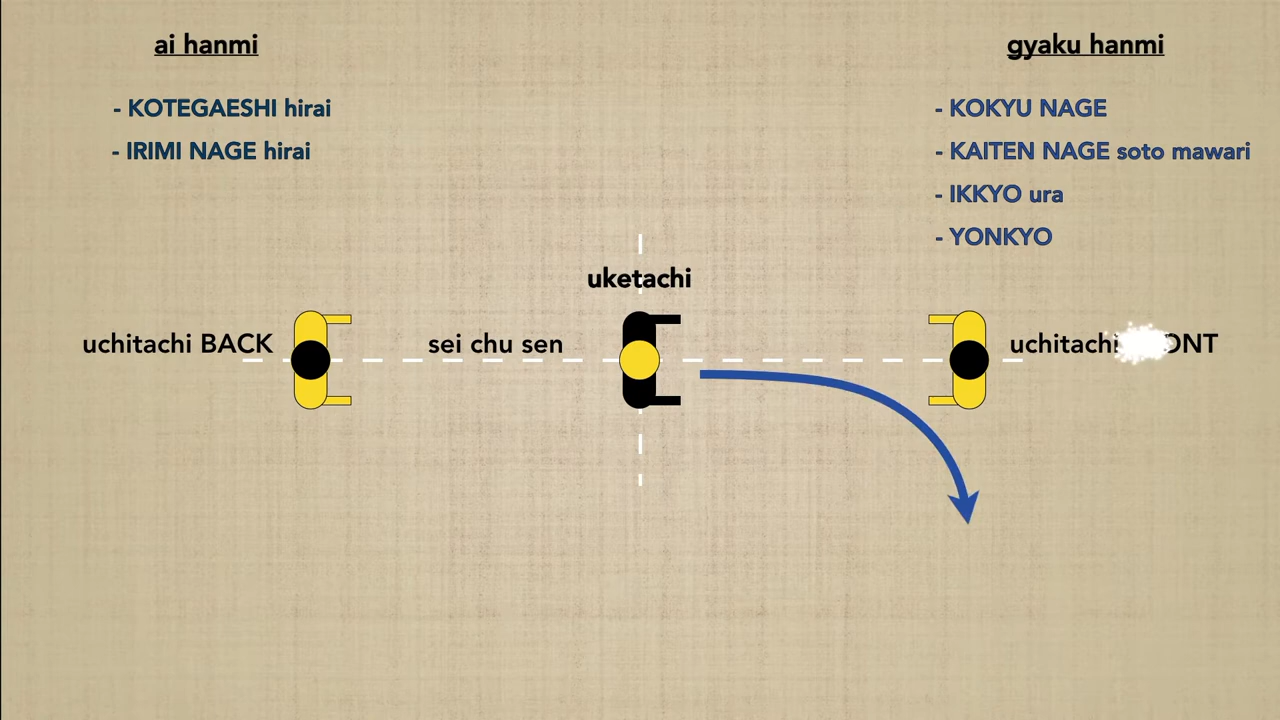 ai hanmi
- KOTEGAESHI hirai
- IRIMI NAGE hirai
gyaku hanmi
- KOKYU NAGE
- KAITEN NAGE soto mawari
- IKKYO ura
- YONKYO
uketachi
uchitachi BACK
sei chu sen
uchitachi